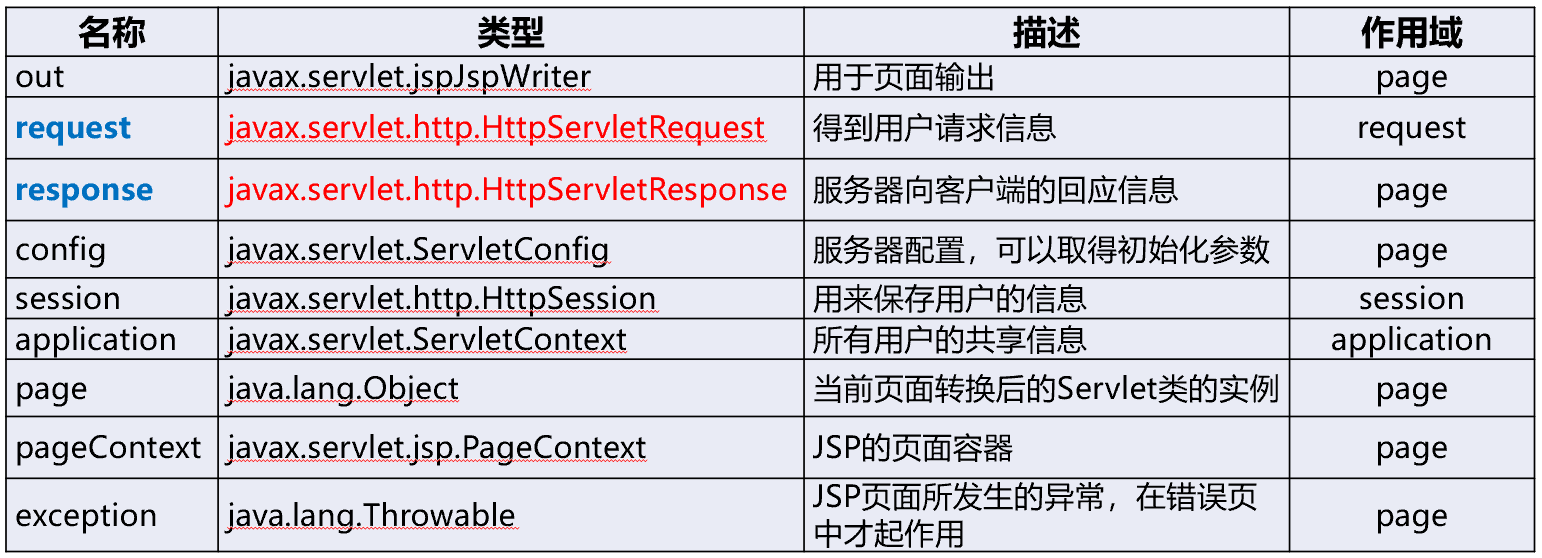 名称 类型 描述 作用域
out javax.servlet.jspJspWriter 用于页面输出 page
request javax.servlet.http.HttpServletRequest 得到用户请求信息 request
response javax.servlet.http.HttpServletResponse 服务器向客户端的回应信息 page
config javax.servlet.ServletConfig 服务器配置，可以取得初始化参数 page
session javax.servlet.http.HttpSession 用来保存用户的信息 session
application javax.servlet.ServletContext 所有用户的共享信息 application
page java.lang.Object 当前页面转换后的Servlet类的实例 page
pageContext javax.servlet.jsp.PageContext JSP的页面容器 page
exception java.lang.Throwable JSP页面所发生的异常，在错误页
中才起作用 page